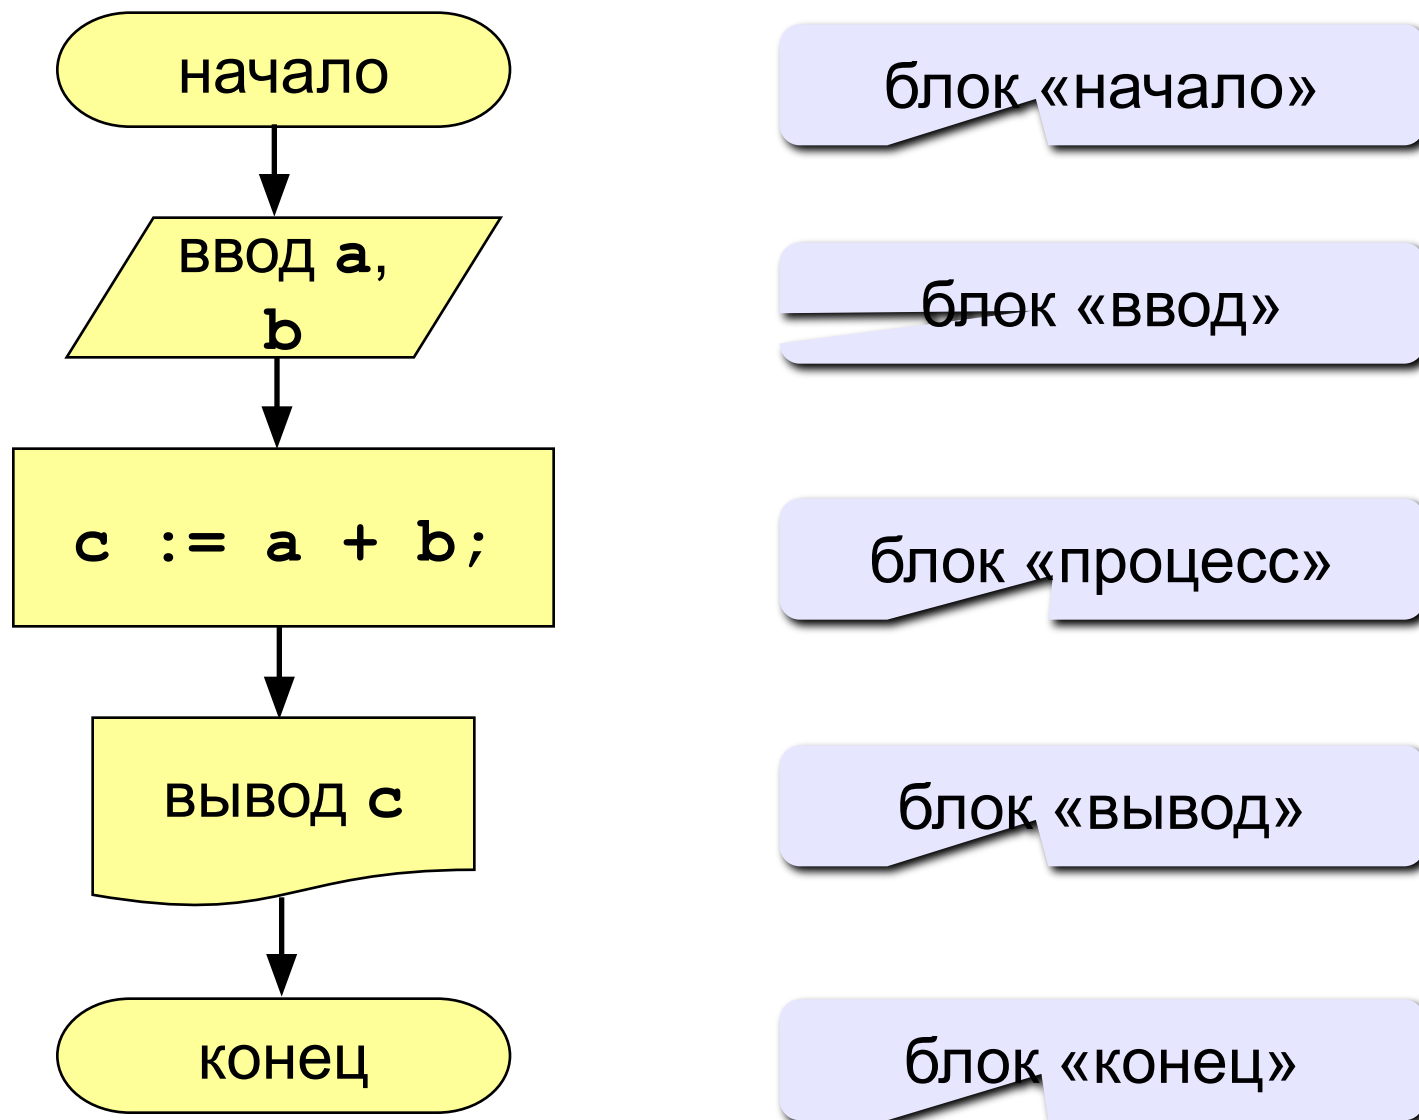 начало
блок «начало»
ввод a,
b
блок «ввод»
c := a + b;
блок «процесс»
вывод c
блок «вывод»
конец
блок «конец»